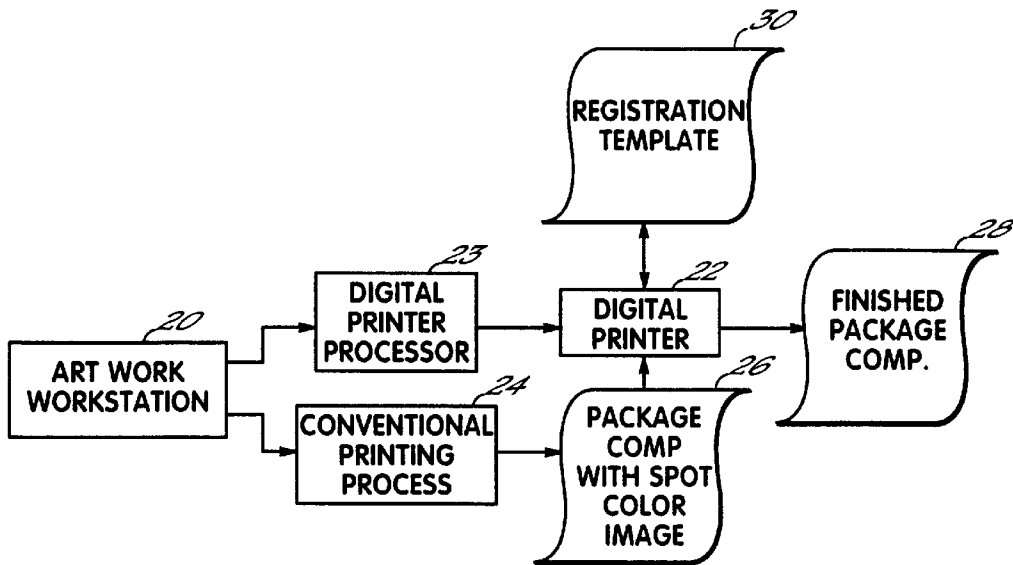 30
REGISTRATION
TEMPLATE
20
ART WORK
WORKSTATION
23
DIGITAL
PRINTER
PROCESSOR
24
CONVENTIONAL
PRINTING
PROCESS
22
DIGITAL
PRINTER
26
PACKAGE
COMP
WITH SPOT
COLOR
IMAGE
28
FINISHED
PACKAGE
COMP.